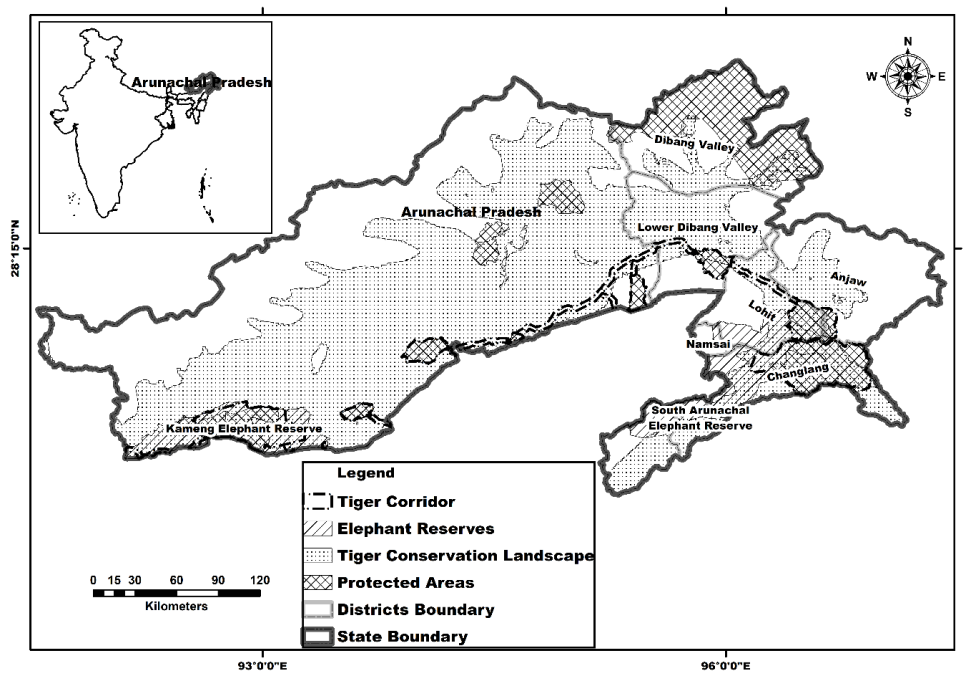 Arunachal Pradesh
N
W
E
S
Dibang Valley
Arunachal Pradesh
Lower Dibang Valley
28°15'0"N
Anjaw
Lohit
Namsai
Changlang
South Arunachal
Elephant Reserve
Kameng Elephant Reserve
Legend
Tiger Corridor
Elephant Reserves
Tiger Conservation Landscape
Protected Areas
Districts Boundary
State Boundary
0 15 30 60 90 120
Kilometers
93°0'0"E
96°0'0"E